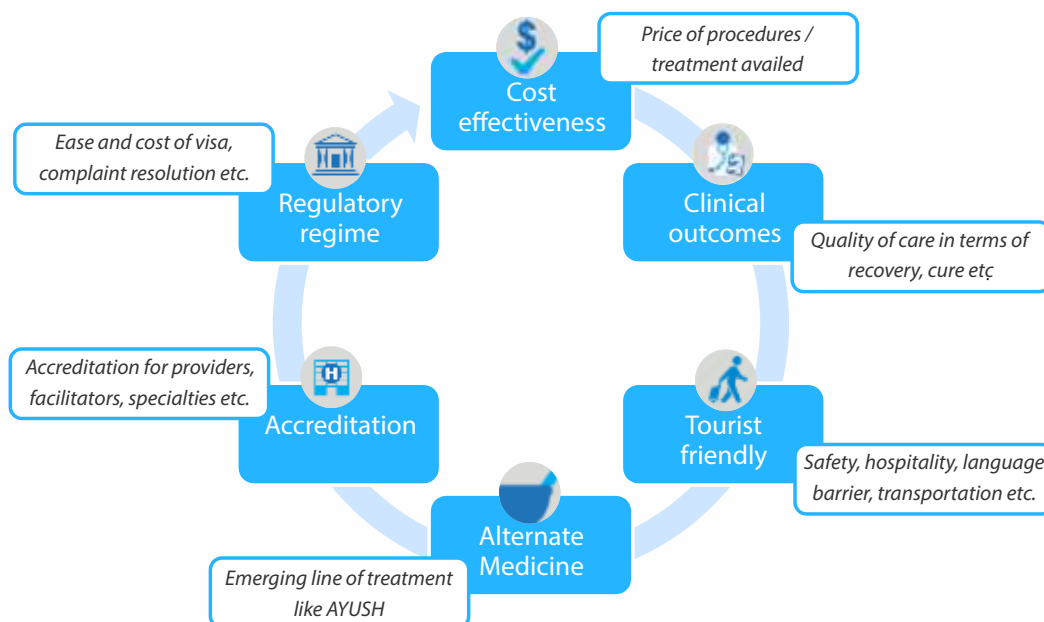 Cost
effectiveness
Price of procedures /
treatment availed
Clinical
outcomes
Quality of care in terms of
recovery, cure etç
Tourist
friendly
Safety, hospitality, language
barrier, transportation etc.
Alternate
Medicine
Emerging line of treatment
like AYUSH
Accreditation
Accreditation for providers,
facilitators, specialties etc.
Regulatory
regime
Ease and cost of visa,
complaint resolution etc.